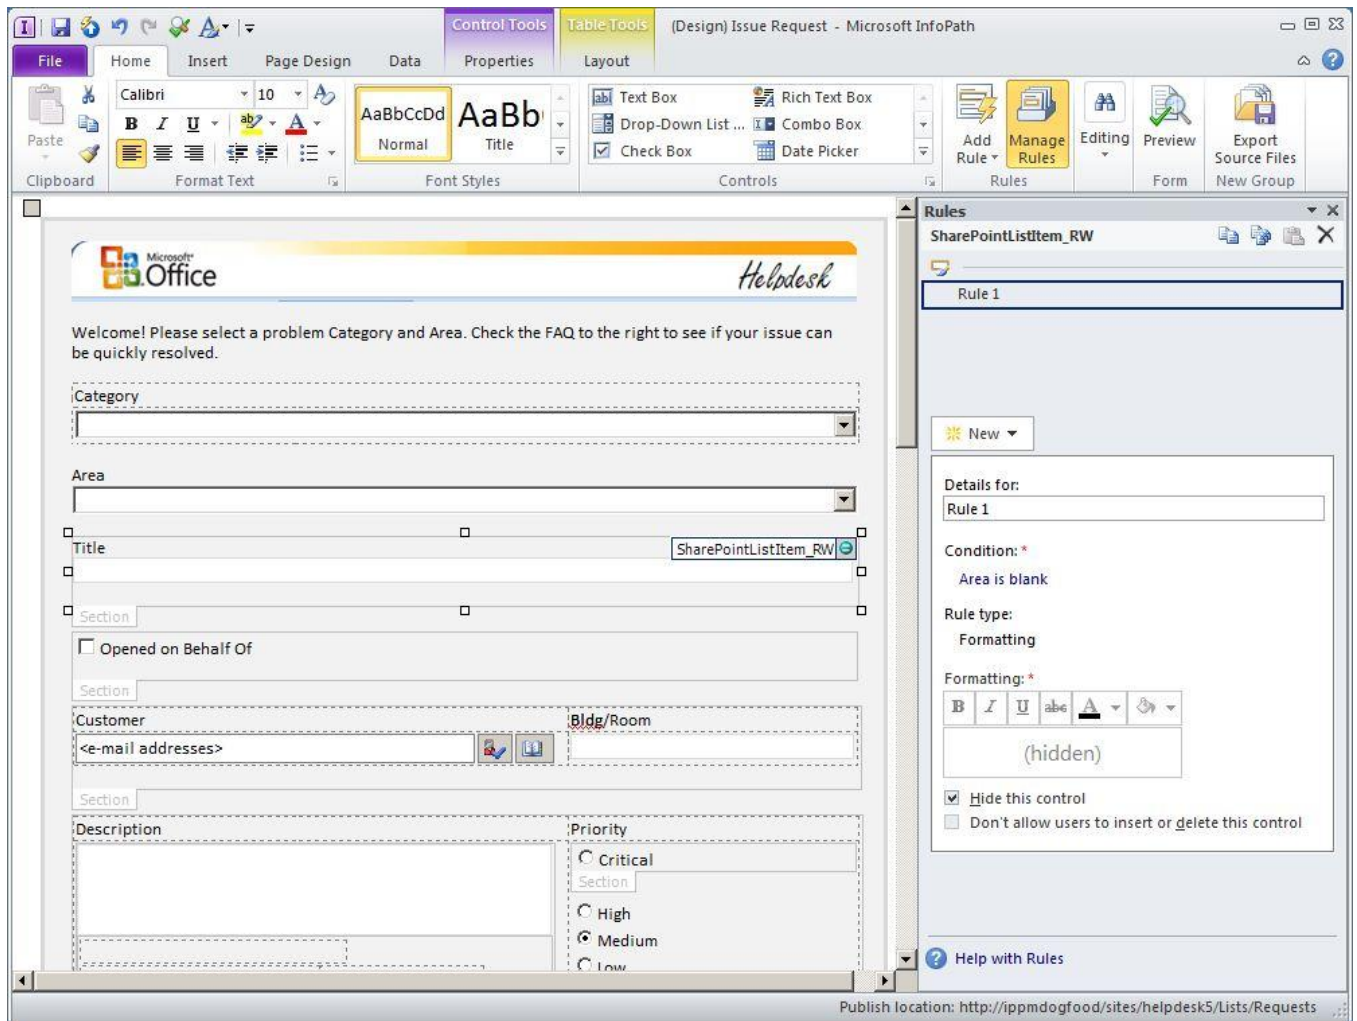 Control Tools
Table Tools
(Design) Issue Request - Microsoft InfoPath
File
Home
Insert
Page Design
Data
Properties
Layout
Paste
Clipboard
Calibri
10
B I U ab A
Format Text
AaBbCcDd
Normal
AaBb
Title
Font Styles
Text Box
Rich Text Box
Drop-Down List ...
Combo Box
Check Box
Date Picker
Controls
Add Rule
Manage Rules
Rules
Editing
Preview
Form
Export Source Files
New Group
Microsoft
Office
Helpdesk
Welcome! Please select a problem Category and Area. Check the FAQ to the right to see if your issue can
be quickly resolved.
Category
Area
Title
SharePointListItem_RW
Section
Opened on Behalf Of
Section
Customer
Bldg/Room
<e-mail addresses>
Section
Description
Priority
Critical
Section
High
Medium
Low
Rules
SharePointListItem_RW
Rule 1
New
Details for:
Rule 1
Condition: *
Area is blank
Rule type:
Formatting
Formatting: *
B I U abc A
(hidden)
Hide this control
Don't allow users to insert or delete this control
Help with Rules
Publish location: http://ippmdogfood/sites/helpdesk5/Lists/Requests